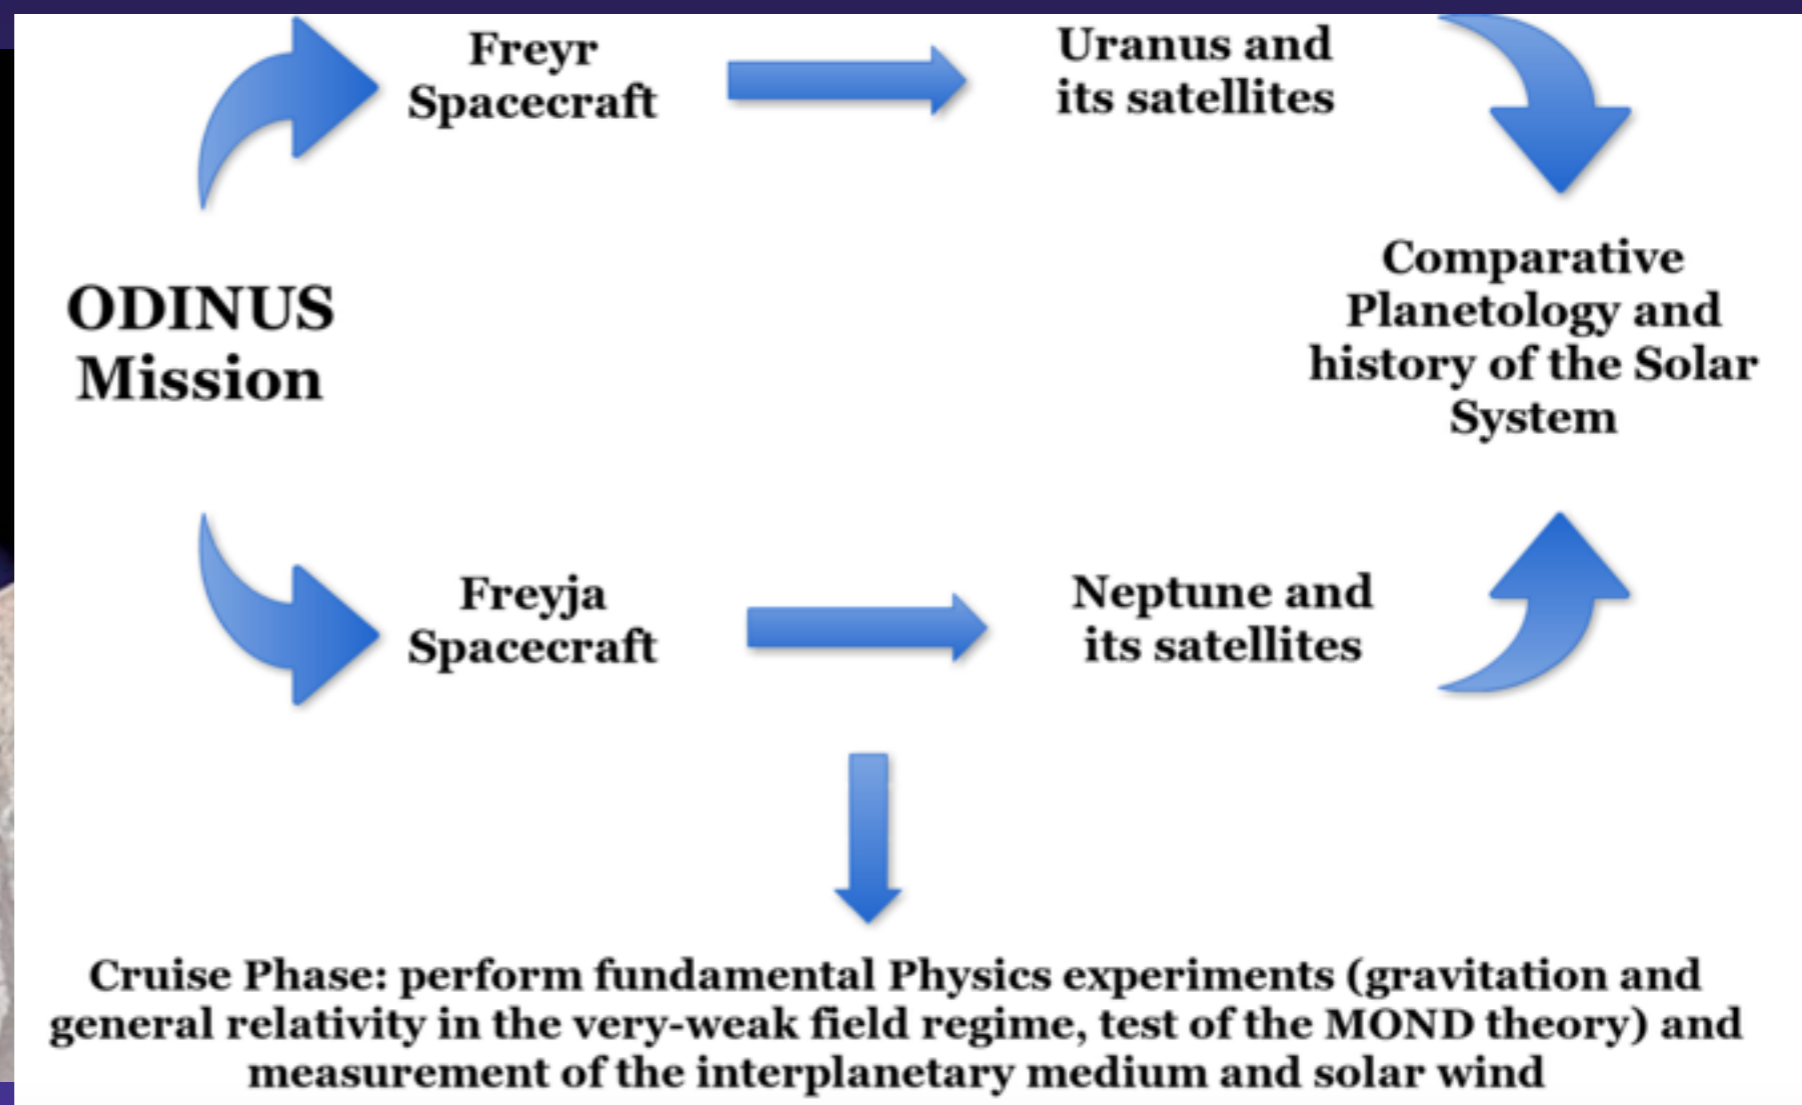 Freyr
Spacecraft
Uranus and
its satellites
ODINUS
Mission
Comparative
Planetology and
history of the Solar
System
Freyja
Spacecraft
Neptune and
its satellites
Cruise Phase: perform fundamental Physics experiments (gravitation and
general relativity in the very-weak field regime, test of the MOND theory) and
measurement of the interplanetary medium and solar wind